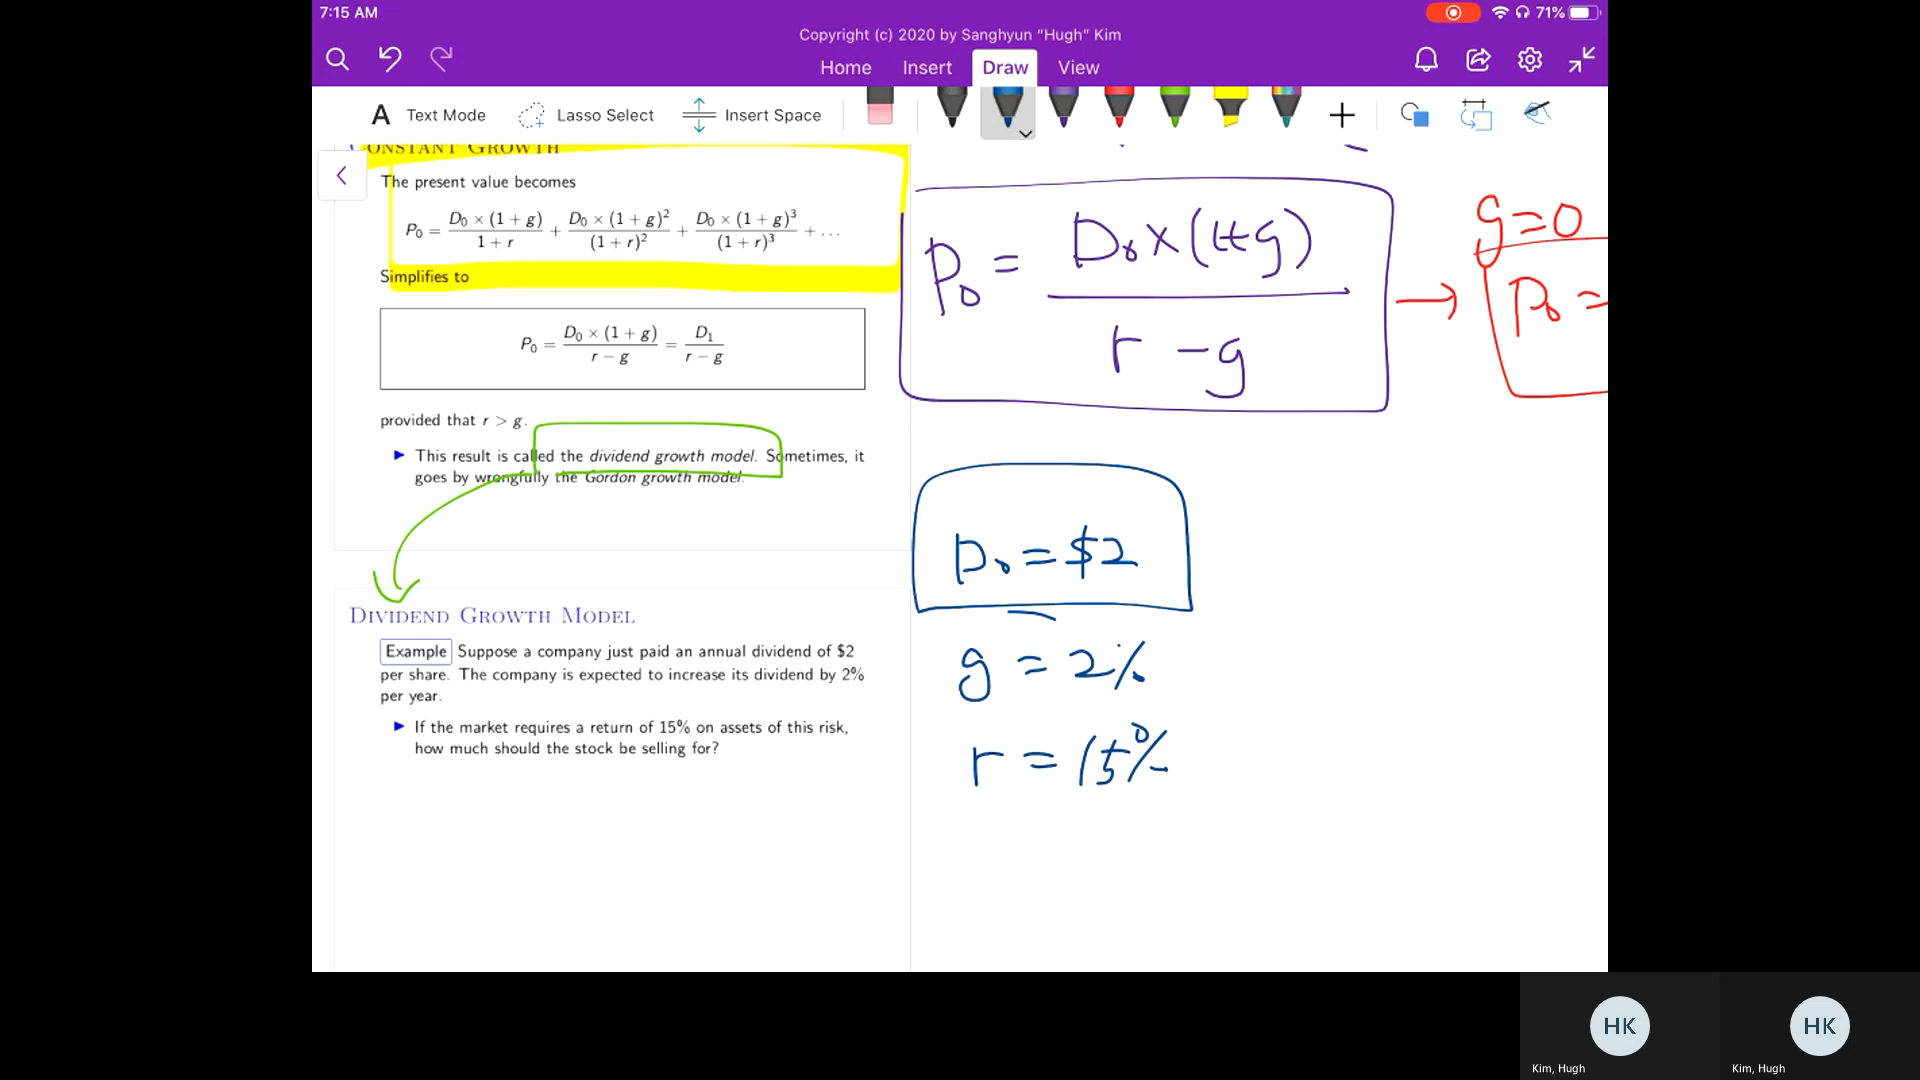 7:15 AM
71%
Copyright (c) 2020 by Sanghyun “Hugh” Kim
Home Insert Draw View
A Text Mode Lasso Select Insert Space
CONSTANT GROWTH
The present value becomes
P₀ = D₀ × (1 + g) / 1 + r + D₀ × (1 + g)² / (1 + r)² + D₀ × (1 + g)³ / (1 + r)³ + ...
Simplifies to
P₀ = D₀ × (1 + g) / r − g = D₁ / r − g
provided that r > g.
▶ This result is called the dividend growth model. Sometimes, it
goes by wrongfully the Gordon growth model.
P₀ = D₀ × (1+g) / r − g
→
g = 0
P₀ =
DIVIDEND GROWTH MODEL
Example Suppose a company just paid an annual dividend of $2
per share. The company is expected to increase its dividend by 2%
per year.
▶ If the market requires a return of 15% on assets of this risk,
how much should the stock be selling for?
D₀ = $2
g = 2%
r = 15%
HK
Kim, Hugh
HK
Kim, Hugh